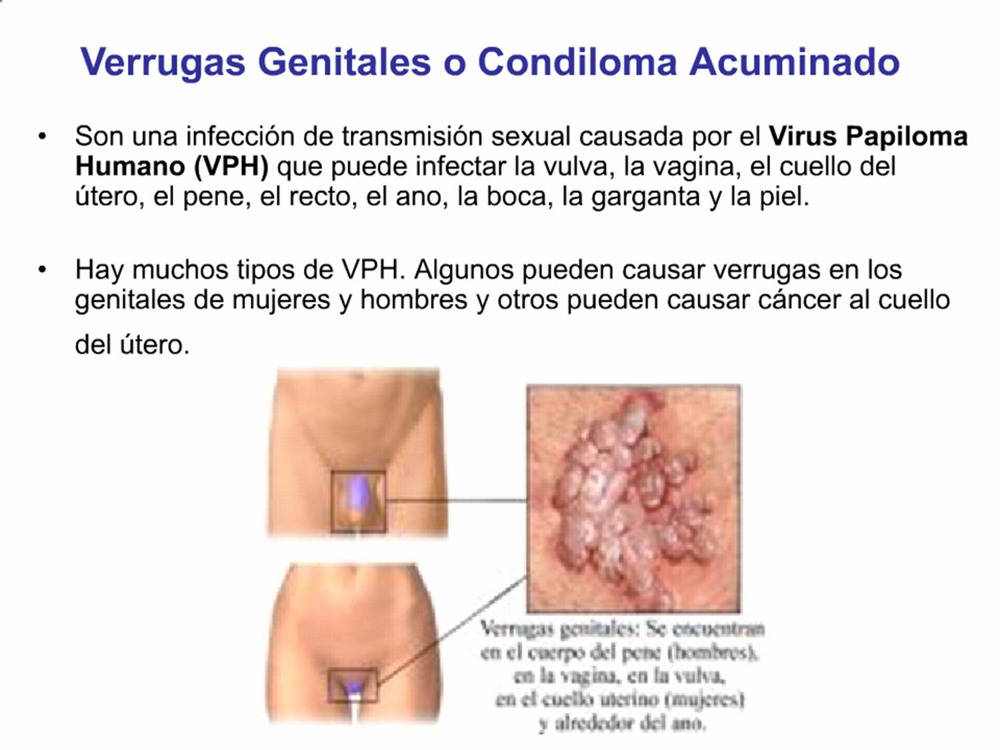 Verrugas Genitales o Condiloma Acuminado
• Son una infección de transmisión sexual causada por el Virus Papiloma
Humano (VPH) que puede infectar la vulva, la vagina, el cuello del
útero, el pene, el recto, el ano, la boca, la garganta y la piel.
• Hay muchos tipos de VPH. Algunos pueden causar verrugas en los
genitales de mujeres y hombres y otros pueden causar cáncer al cuello
del útero.
Verrugas genitales: Se encuentran
en el cuerpo del pene (hombres),
en la vagina, en la vulva,
en el cuello uterino (mujeres)
y alrededor del ano.